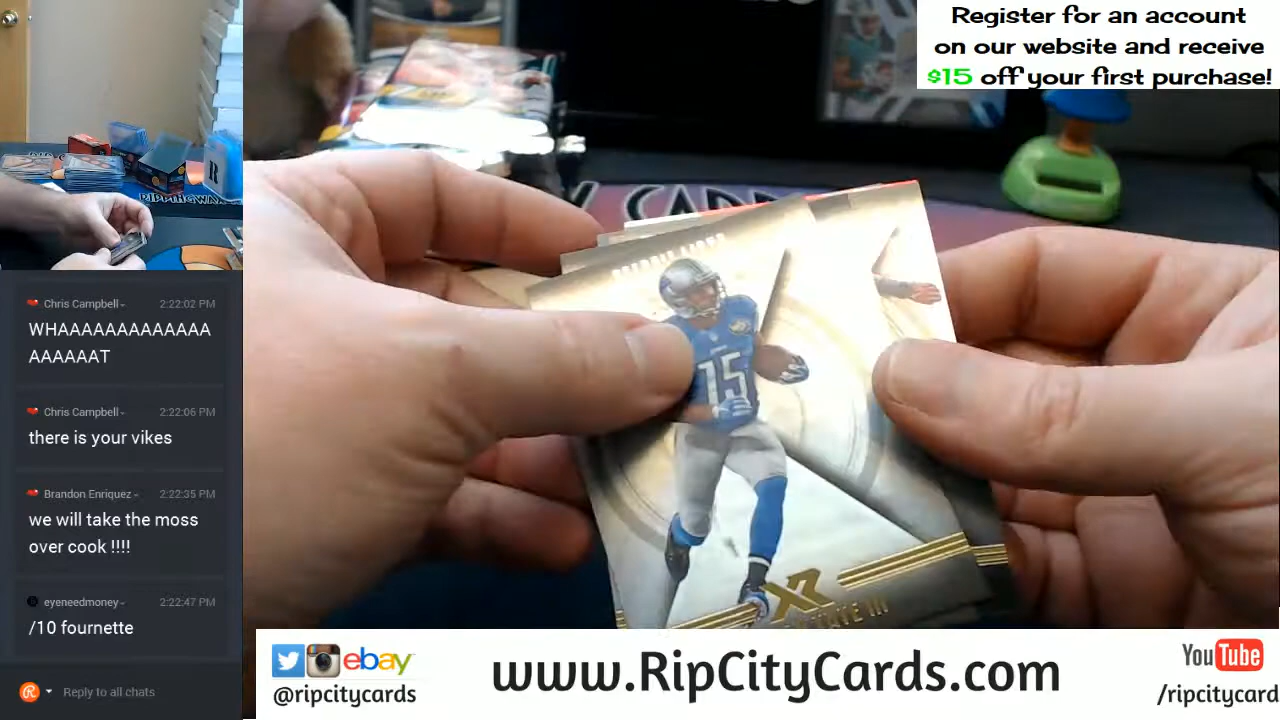 Register for an account
on our website and receive
$15 off your first purchase!
Chris Campbell
2:22:02 PM
WHAAAAAAAAAAAAA
AAAAAAT
Chris Campbell
2:22:06 PM
there is your vikes
Brandon Enriquez
2:22:35 PM
we will take the moss
over cook !!!!
eyeneedmoney
2:22:47 PM
/10 fournette
Reply to all chats
15
XR
ebay
@ripcitycards
www.RipCityCards.com
YouTube
/ripcitycard